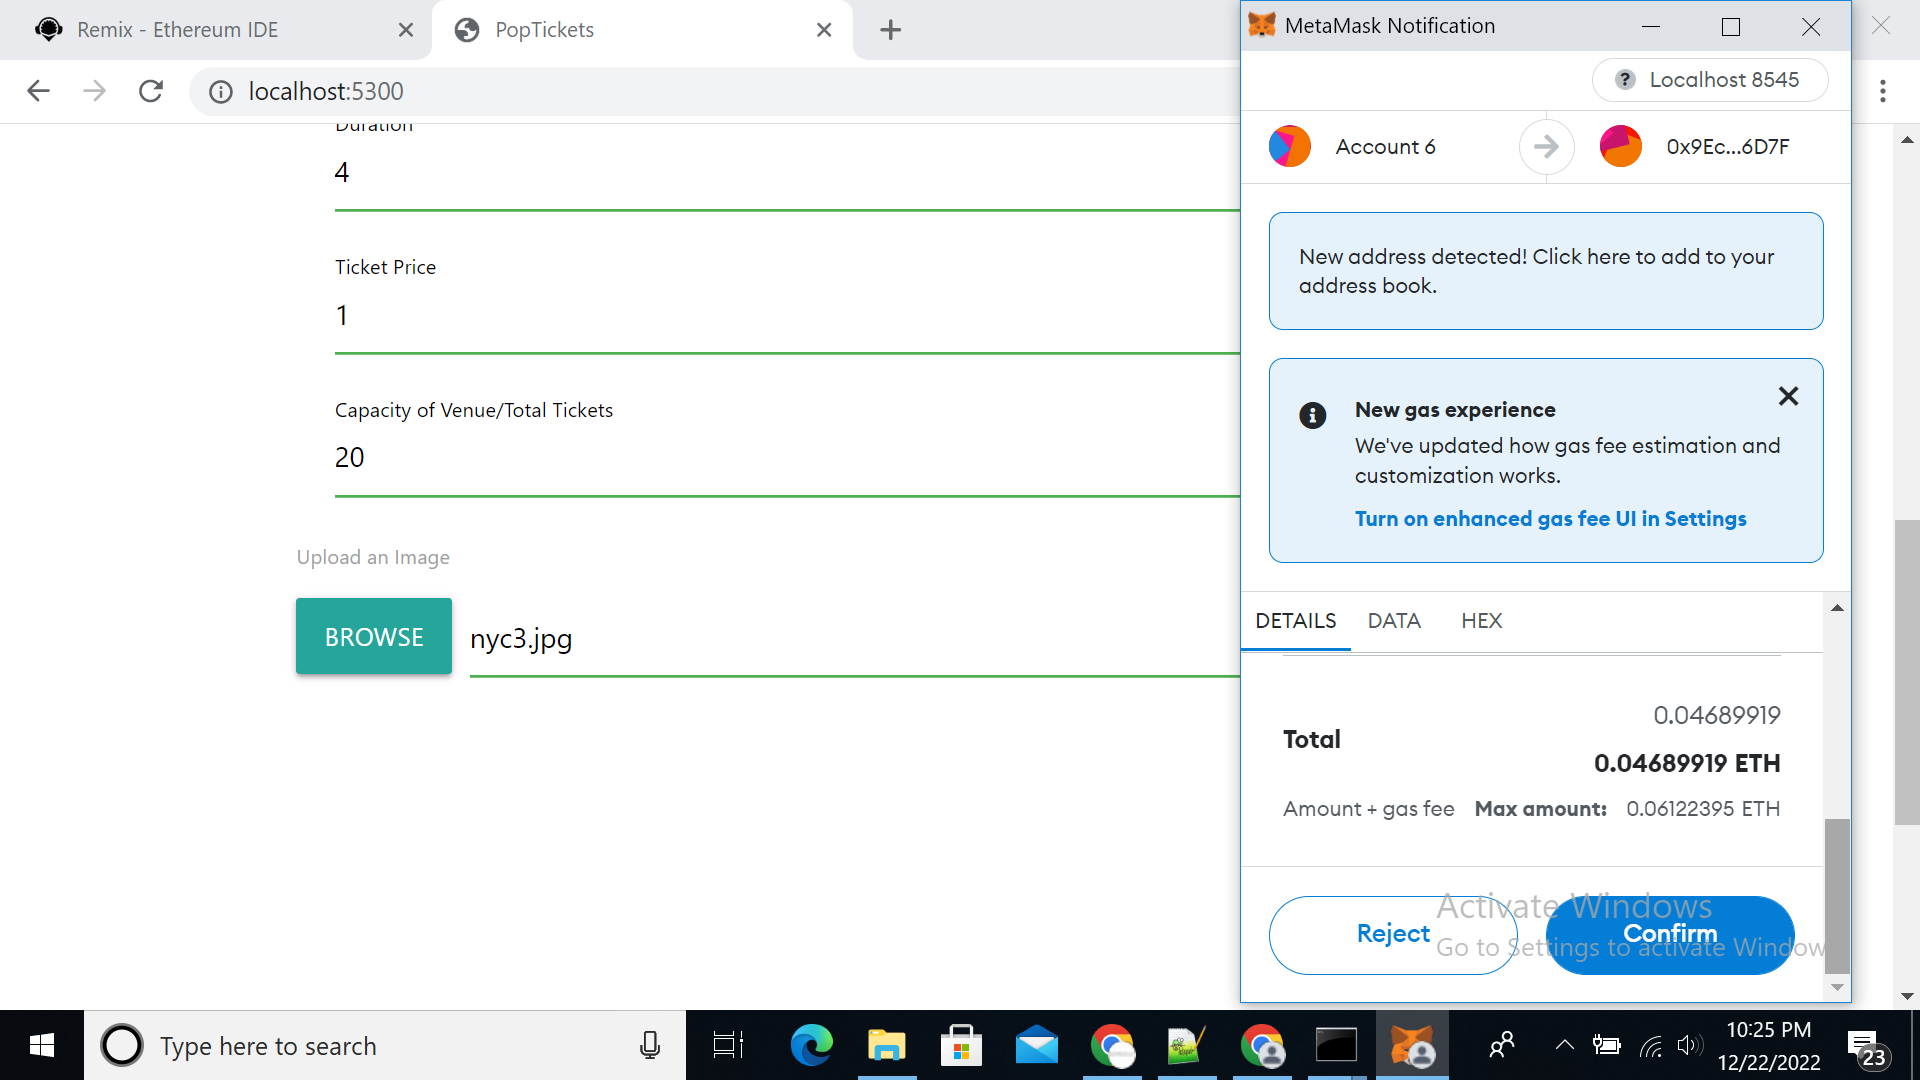 Remix - Ethereum IDE
PopTickets
localhost:5300
Duration
4
Ticket Price
1
Capacity of Venue/Total Tickets
20
Upload an Image
BROWSE
nyc3.jpg
MetaMask Notification
? Localhost 8545
Account 6
0x9Ec...6D7F
New address detected! Click here to add to your
address book.
New gas experience
We've updated how gas fee estimation and
customization works.
Turn on enhanced gas fee UI in Settings
DETAILS DATA HEX
0.04689919
Total
0.04689919 ETH
Amount + gas fee Max amount: 0.06122395 ETH
Reject
Confirm
Activate Windows
Go to Settings to activate Window
Type here to search
10:25 PM
12/22/2022
23